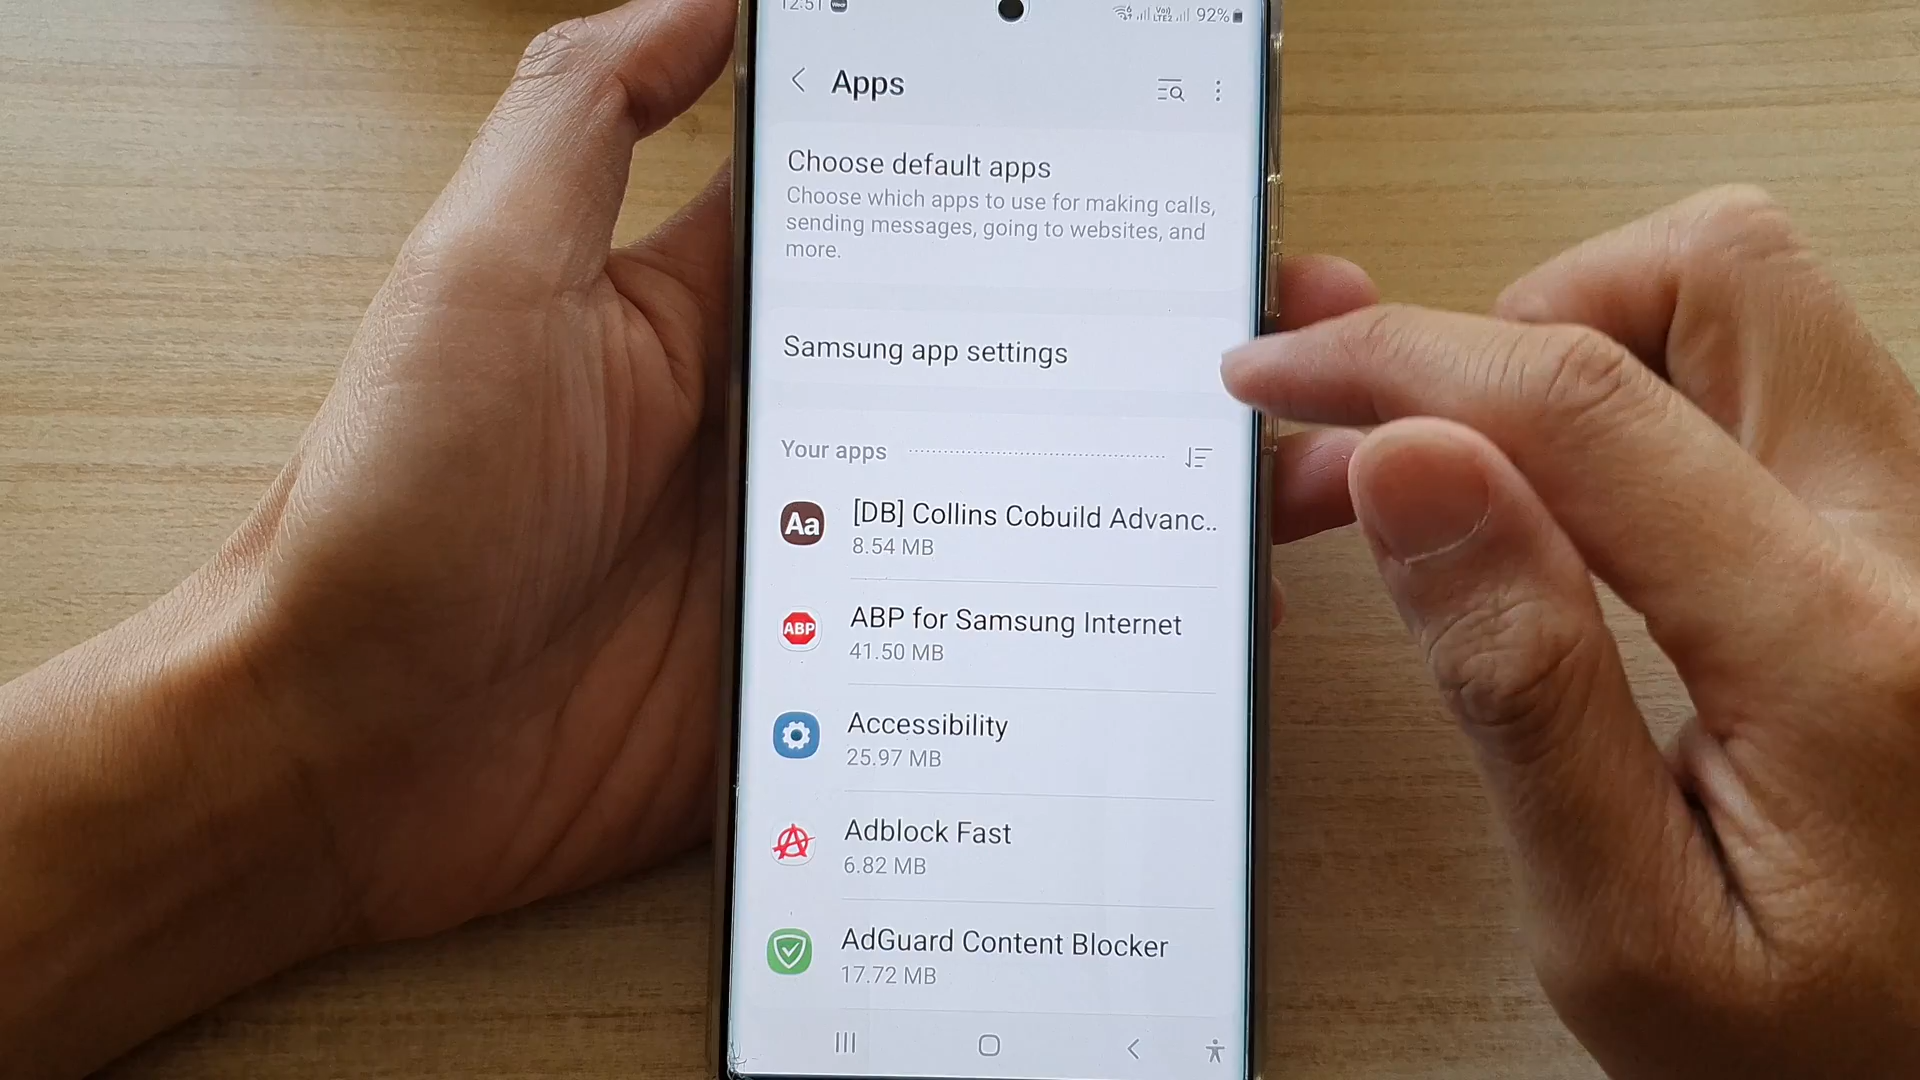 12:51
92%
Apps
Choose default apps
Choose which apps to use for making calls,
sending messages, going to websites, and
more.
Samsung app settings
Your apps
Aa
[DB] Collins Cobuild Advanc..
8.54 MB
ABP
ABP for Samsung Internet
41.50 MB
Accessibility
25.97 MB
Adblock Fast
6.82 MB
AdGuard Content Blocker
17.72 MB